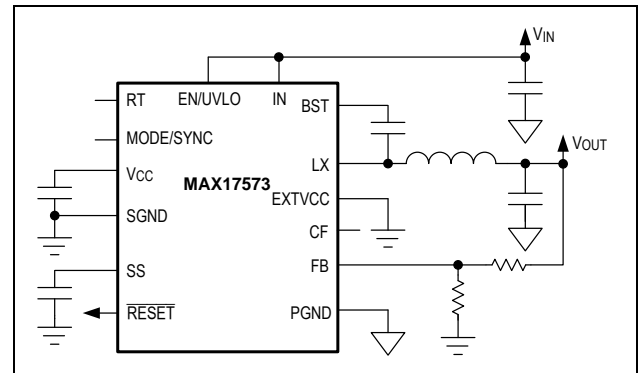 VIN
RT
EN/UVLO
IN
BST
MODE/SYNC
VOUT
VCC
MAX17573
LX
SGND
EXTVCC
CF
SS
FB
RESET
PGND